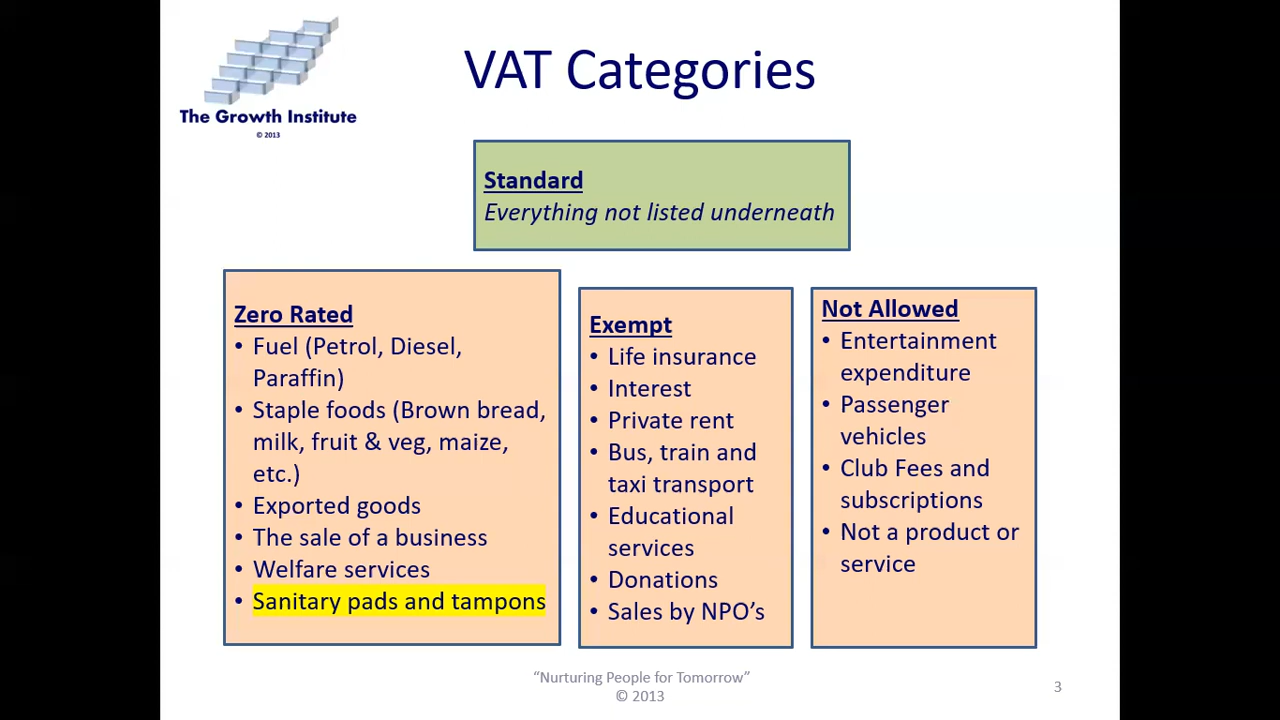 VAT Categories
The Growth Institute
© 2013
Standard
Everything not listed underneath
Zero Rated
• Fuel (Petrol, Diesel,
Paraffin)
• Staple foods (Brown bread,
milk, fruit & veg, maize,
etc.)
• Exported goods
• The sale of a business
• Welfare services
• Sanitary pads and tampons
Exempt
• Life insurance
• Interest
• Private rent
• Bus, train and
taxi transport
• Educational
services
• Donations
• Sales by NPO’s
Not Allowed
• Entertainment
expenditure
• Passenger
vehicles
• Club Fees and
subscriptions
• Not a product or
service
“Nurturing People for Tomorrow”
© 2013
3